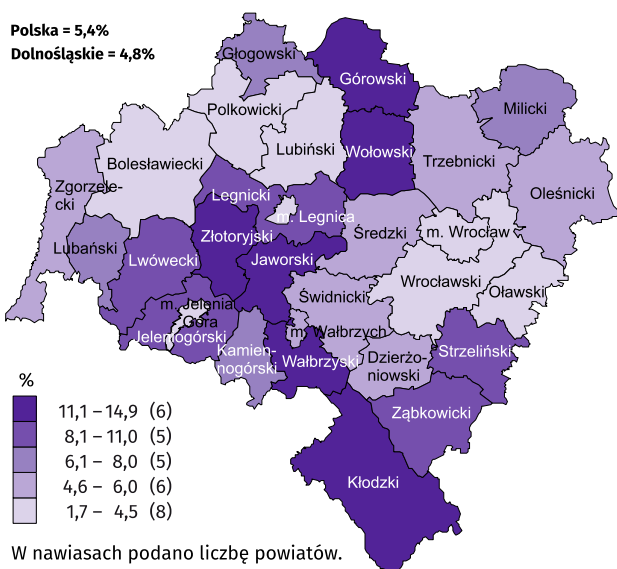 Polska = 5,4%
Dolnośląskie = 4,8%
Głogowski
Górowski
Milicki
Polkowicki
Lubiński
Wołowski
Trzebnicki
Bolesławiecki
Zgorzele-
cki
Legnicki
m. Legnica
Oleśnicki
Lubański
Złotoryjski
Średzki
m. Wrocław
Lwówecki
Jaworski
Wrocławski
Oławski
m. Jelenia
Góra
Świdnicki
Jeleniogórski
m. Wałbrzych
Kamien-
nogórski
Wałbrzyski
Dzierżo-
niowski
Strzeliński
Ząbkowicki
Kłodzki
%
11,1 – 14,9 (6)
8,1 – 11,0 (5)
6,1 – 8,0 (5)
4,6 – 6,0 (6)
1,7 – 4,5 (8)
W nawiasach podano liczbę powiatów.